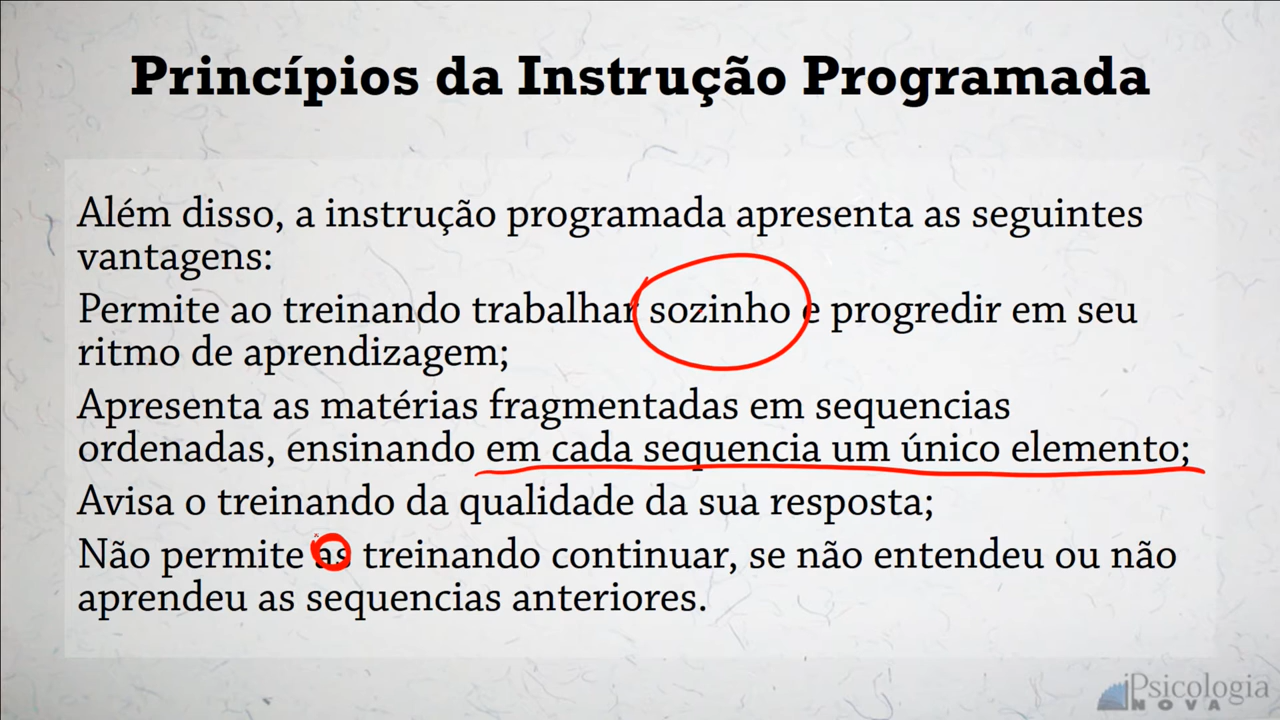 Princípios da Instrução Programada
Além disso, a instrução programada apresenta as seguintes
vantagens:
Permite ao treinando trabalhar sozinho e progredir em seu
ritmo de aprendizagem;
Apresenta as matérias fragmentadas em sequencias
ordenadas, ensinando em cada sequencia um único elemento;
Avisa o treinando da qualidade da sua resposta;
Não permite as treinando continuar, se não entendeu ou não
aprendeu as sequencias anteriores.
Psicologia
NOVA